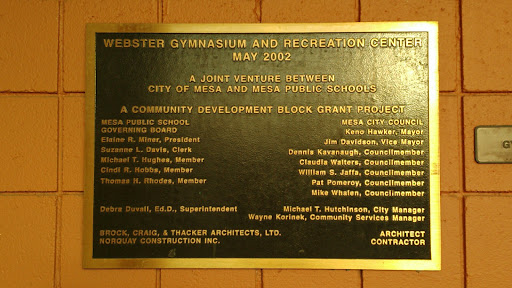 WEBSTER GYMNASIUM AND RECREATION CENTER
MAY 2002
A JOINT VENTURE BETWEEN
CITY OF MESA AND MESA PUBLIC SCHOOLS
A COMMUNITY DEVELOPMENT BLOCK GRANT PROJECT
MESA PUBLIC SCHOOL
GOVERNING BOARD
Elaine R. Miner, President
Suzanne L. Davis, Clerk
Michael T. Hughes, Member
Cindi R. Hobbs, Member
Thomas H. Rhodes, Member
MESA CITY COUNCIL
Keno Hawker, Mayor
Jim Davidson, Vice Mayor
Dennis Kavanaugh, Councilmember
Claudia Walters, Councilmember
William S. Jaffa, Councilmember
Pat Pomeroy, Councilmember
Mike Whalen, Councilmember
Debra Duvall, Ed.D., Superintendent
Michael T. Hutchinson, City Manager
Wayne Korinek, Community Services Manager
BROCK, CRAIG, & THACKER ARCHITECTS, LTD. ARCHITECT
NORQUAY CONSTRUCTION INC. CONTRACTOR